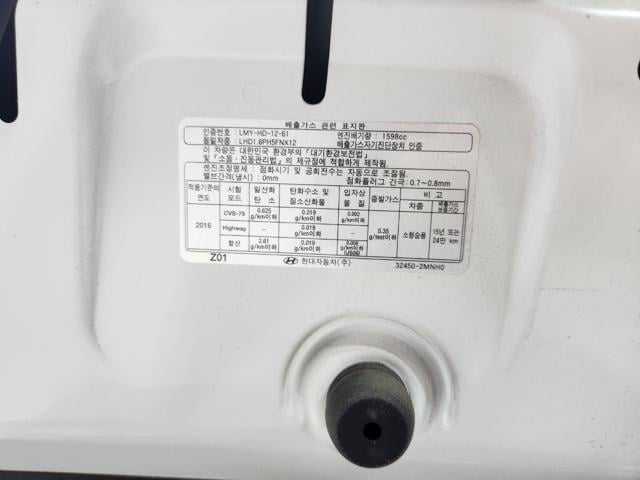 배출가스 관련 표지판
인증번호 : LMY-HD-12-61 엔진배기량 : 1598cc
동일차종 : LHD1.6PH5FNX12 배출가스자기진단장치 인증
이 차량은 대한민국 환경부의 「대기환경보전법」
및 「소음ㆍ진동관리법」의 규정에 적합하게 제작됨.
엔진조정명세 : 점화시기 및 공회전수는 자동으로 조절됨.
밸브간격(냉시) : 0mm 점화플러그 간극 : 0.7~0.8mm
적용기준의 연도 시험 모드 일산화 탄소 탄화수소 및 질소산화물 입자상 물질 증발가스 비고
차종 배출가스 보증기간
2016 CVS-75 0.625 g/km이하 0.019 g/km이하 0.002 g/km이하 0.35 g/test이하 소형승용 15년 또는 24만 km
Highway - 0.019 g/km이하 -
합산 2.61 g/km이하 0.019 g/km이하 0.006 g/km이하 (US06)
Z01 현대자동차(주) 32450-2MNH0